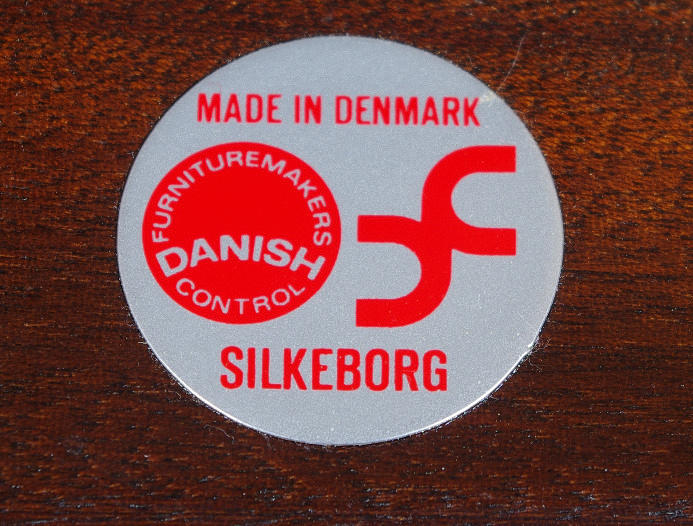 MADE IN DENMARK
FURNITUREMAKERS
DANISH
CONTROL
SILKEBORG